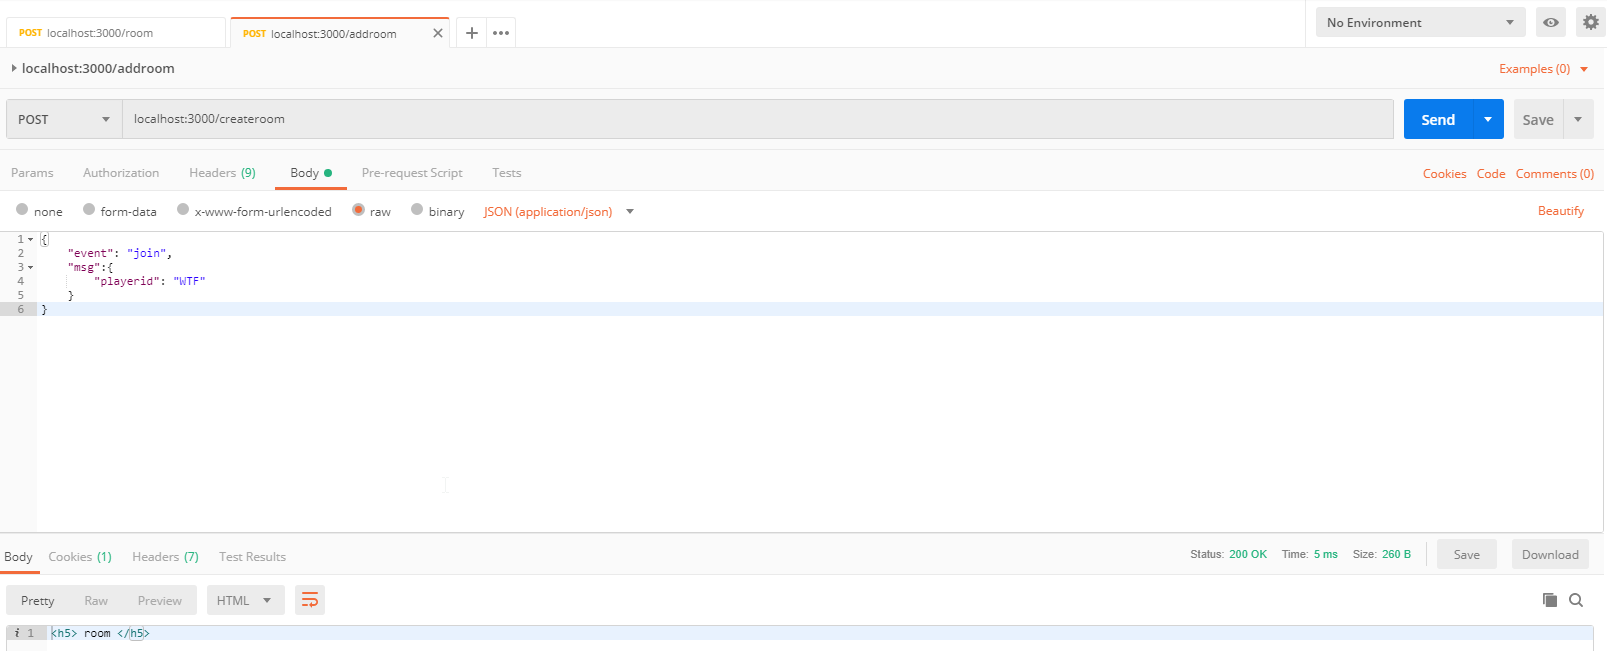 POST localhost:3000/room
POST localhost:3000/addroom
No Environment
localhost:3000/addroom
Examples (0)
POST
localhost:3000/createroom
Send
Save
Params Authorization Headers (9) Body Pre-request Script Tests
Cookies Code Comments (0)
none form-data x-www-form-urlencoded raw binary JSON (application/json)
Beautify
1 {
2 "event": "join",
3 "msg":{
4 "playerid": "WTF"
5 }
6 }
Body Cookies (1) Headers (7) Test Results
Status: 200 OK Time: 5 ms Size: 260 B
Save Download
Pretty Raw Preview HTML
i 1 <h5> room </h5>